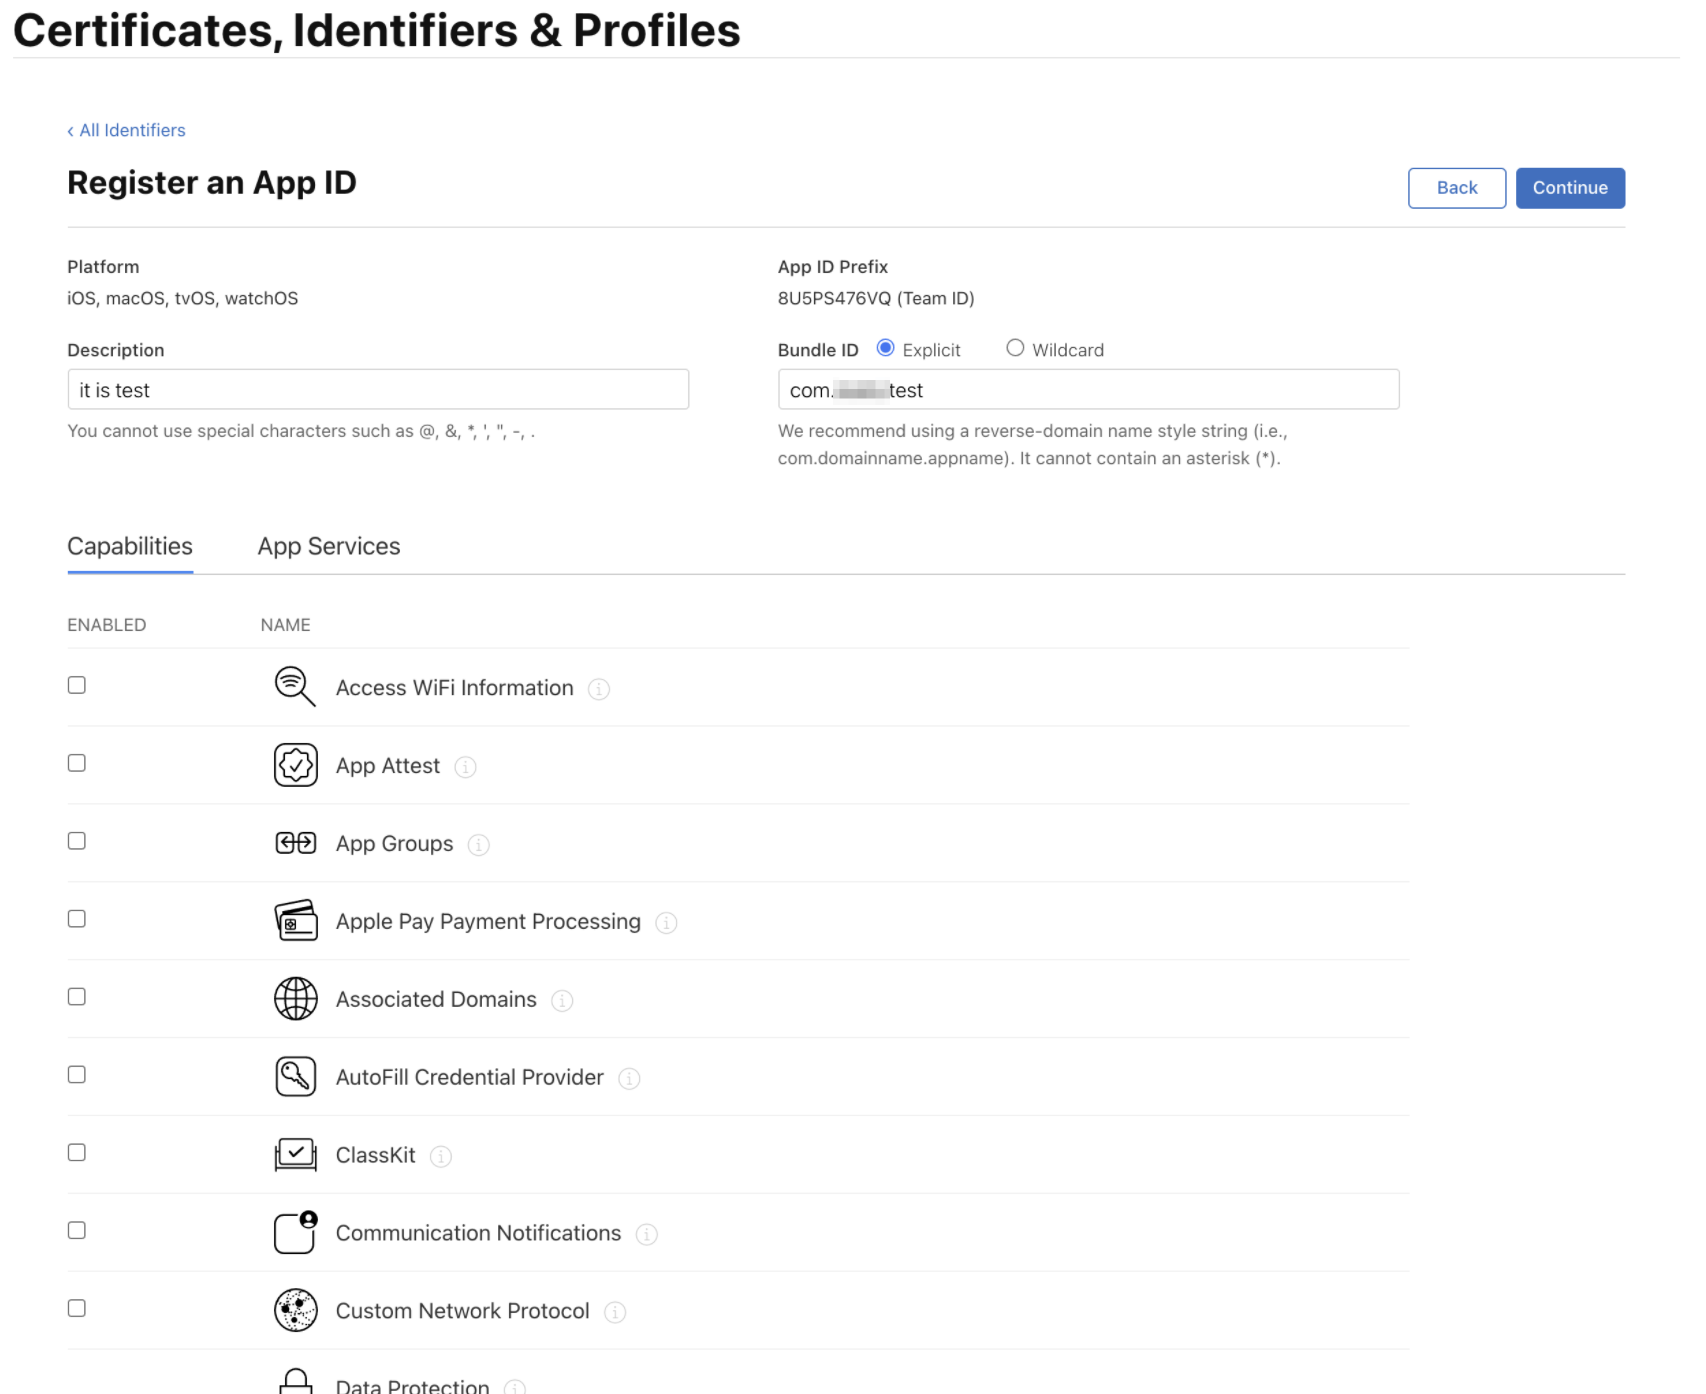 Certificates, Identifiers & Profiles
‹ All Identifiers
Register an App ID
Back
Continue
Platform
iOS, macOS, tvOS, watchOS
App ID Prefix
8U5PS476VQ (Team ID)
Description
it is test
You cannot use special characters such as @, &, *, ', ", -, .
Bundle ID Explicit Wildcard
com. test
We recommend using a reverse-domain name style string (i.e.,
com.domainname.appname). It cannot contain an asterisk (*).
Capabilities
App Services
ENABLED
NAME
Access WiFi Information
App Attest
App Groups
Apple Pay Payment Processing
Associated Domains
AutoFill Credential Provider
ClassKit
Communication Notifications
Custom Network Protocol
Data Protection